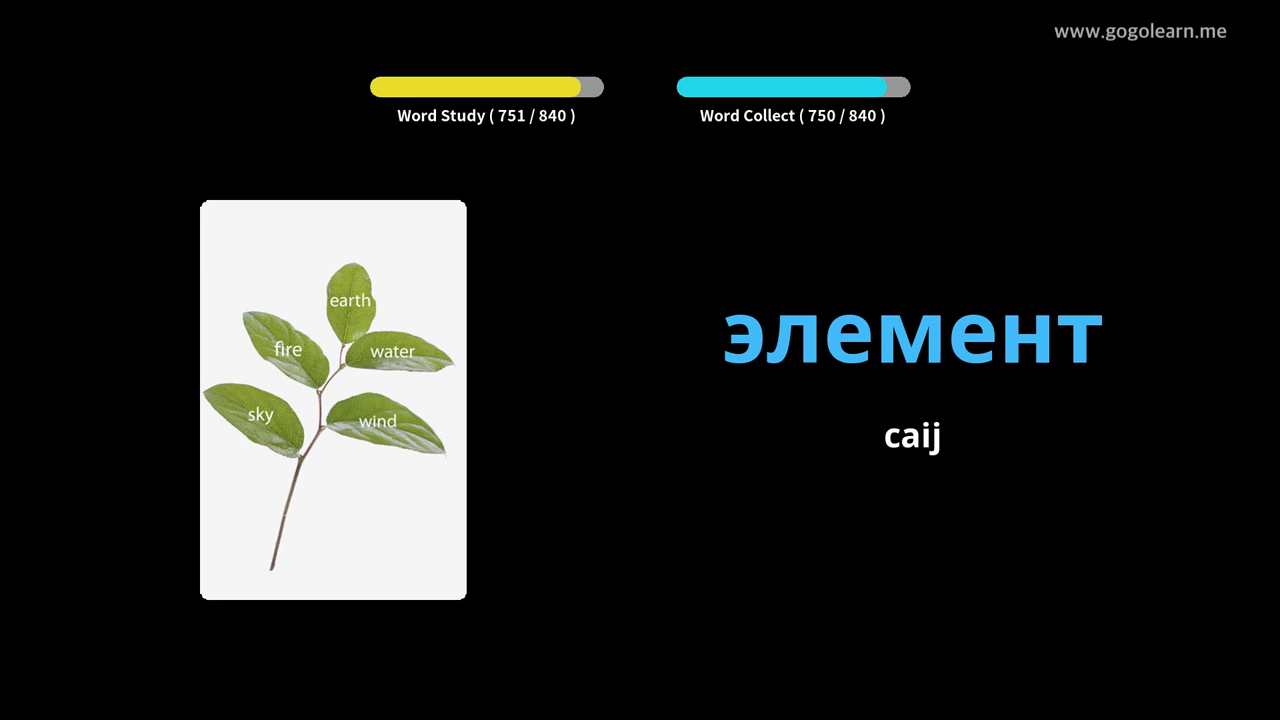 www.gogolearn.me
Word Study ( 751 / 840 )
Word Collect ( 750 / 840 )
earth
fire
water
sky
wind
элемент
caij